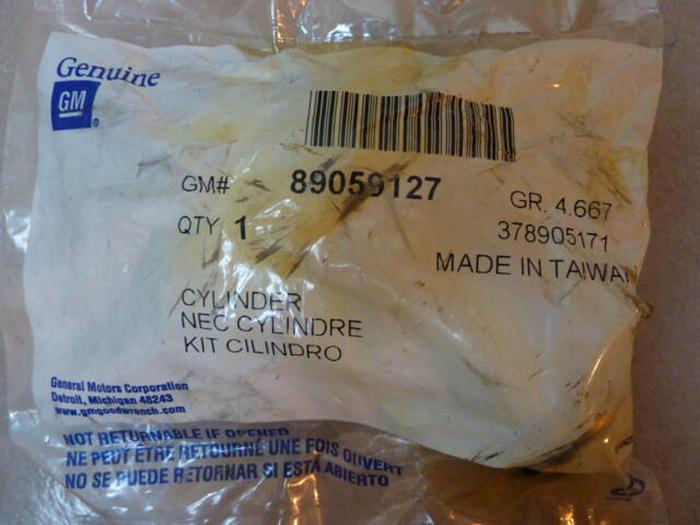 Genuine
GM
GM# 89059127
GR. 4.667
QTY 1
378905171
MADE IN TAIWAN
CYLINDER
NEC CYLINDRE
KIT CILINDRO
General Motors Corporation
Detroit, Michigan 48243
www.gmgoodwrench.com
NOT RETURNABLE IF OPENED
NE PEUT ÊTRE RETOURNÉ UNE FOIS OUVERT
NO SE PUEDE RETORNAR SI ESTÁ ABIERTO